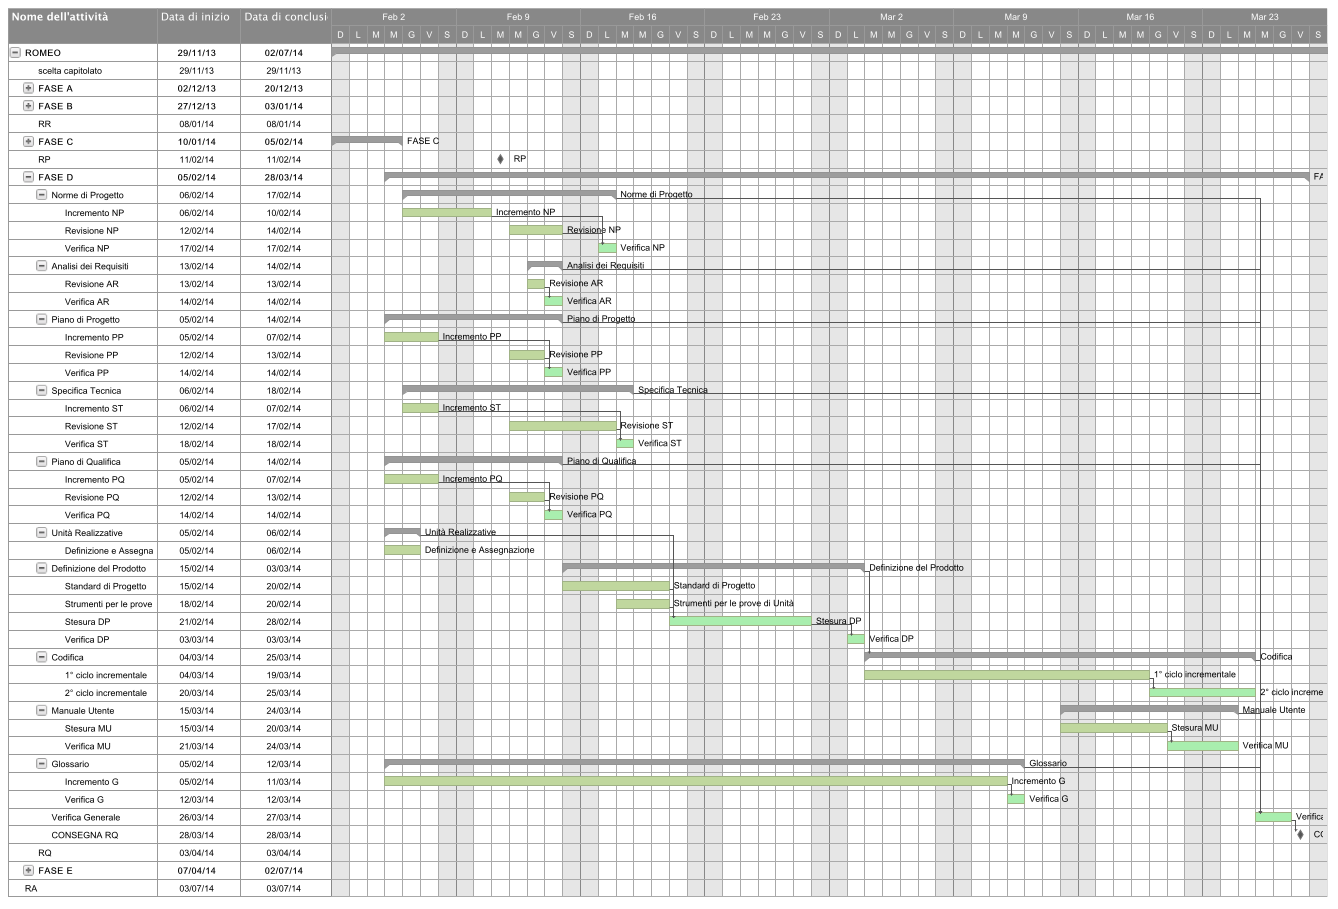 Nome dell'attività Data di inizio Data di conclusi Feb 2 Feb 9 Feb 16 Feb 23 Mar 2 Mar 9 Mar 16 Mar 23
D L M M G V S D L M M G V S D L M M G V S D L M M G V S D L M M G V S D L M M G V S D L M M G V S D L M M G V S
ROMEO 29/11/13 02/07/14
scelta capitolato 29/11/13 29/11/13
FASE A 02/12/13 20/12/13
FASE B 27/12/13 03/01/14
RR 08/01/14 08/01/14
FASE C 10/01/14 05/02/14 FASE C
RP 11/02/14 11/02/14 RP
FASE D 05/02/14 28/03/14 FA
Norme di Progetto 06/02/14 17/02/14 Norme di Progetto
Incremento NP 06/02/14 10/02/14 Incremento NP
Revisione NP 12/02/14 14/02/14 Revisione NP
Verifica NP 17/02/14 17/02/14 Verifica NP
Analisi dei Requisiti 13/02/14 14/02/14 Analisi dei Requisiti
Revisione AR 13/02/14 13/02/14 Revisione AR
Verifica AR 14/02/14 14/02/14 Verifica AR
Piano di Progetto 05/02/14 14/02/14 Piano di Progetto
Incremento PP 05/02/14 07/02/14 Incremento PP
Revisione PP 12/02/14 13/02/14 Revisione PP
Verifica PP 14/02/14 14/02/14 Verifica PP
Specifica Tecnica 06/02/14 18/02/14 Specifica Tecnica
Incremento ST 06/02/14 07/02/14 Incremento ST
Revisione ST 12/02/14 17/02/14 Revisione ST
Verifica ST 18/02/14 18/02/14 Verifica ST
Piano di Qualifica 05/02/14 14/02/14 Piano di Qualifica
Incremento PQ 05/02/14 07/02/14 Incremento PQ
Revisione PQ 12/02/14 13/02/14 Revisione PQ
Verifica PQ 14/02/14 14/02/14 Verifica PQ
Unità Realizzative 05/02/14 06/02/14 Unità Realizzative
Definizione e Assegna 05/02/14 06/02/14 Definizione e Assegnazione
Definizione del Prodotto 15/02/14 03/03/14 Definizione del Prodotto
Standard di Progetto 15/02/14 20/02/14 Standard di Progetto
Strumenti per le prove 18/02/14 20/02/14 Strumenti per le prove di Unità
Stesura DP 21/02/14 28/02/14 Stesura DP
Verifica DP 03/03/14 03/03/14 Verifica DP
Codifica 04/03/14 25/03/14 Codifica
1° ciclo incrementale 04/03/14 19/03/14 1° ciclo incrementale
2° ciclo incrementale 20/03/14 25/03/14 2° ciclo increme
Manuale Utente 15/03/14 24/03/14 Manuale Utente
Stesura MU 15/03/14 20/03/14 Stesura MU
Verifica MU 21/03/14 24/03/14 Verifica MU
Glossario 05/02/14 12/03/14 Glossario
Incremento G 05/02/14 11/03/14 Incremento G
Verifica G 12/03/14 12/03/14 Verifica G
Verifica Generale 26/03/14 27/03/14 Verifica
CONSEGNA RQ 28/03/14 28/03/14 CO
RQ 03/04/14 03/04/14
FASE E 07/04/14 02/07/14
RA 03/07/14 03/07/14